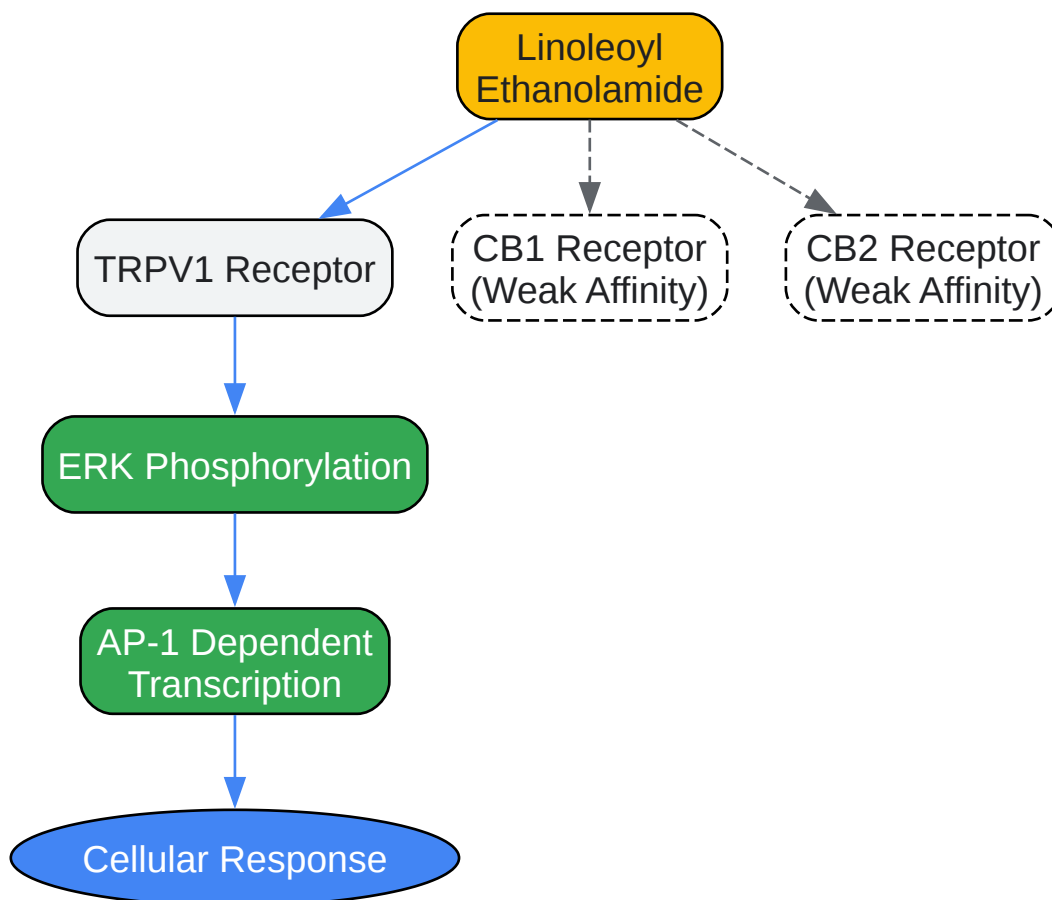 Linoleoyl
Ethanolamide
TRPV1 Receptor
CB1 Receptor
(Weak Affinity)
CB2 Receptor
(Weak Affinity)
ERK Phosphorylation
AP-1 Dependent
Transcription
Cellular Response